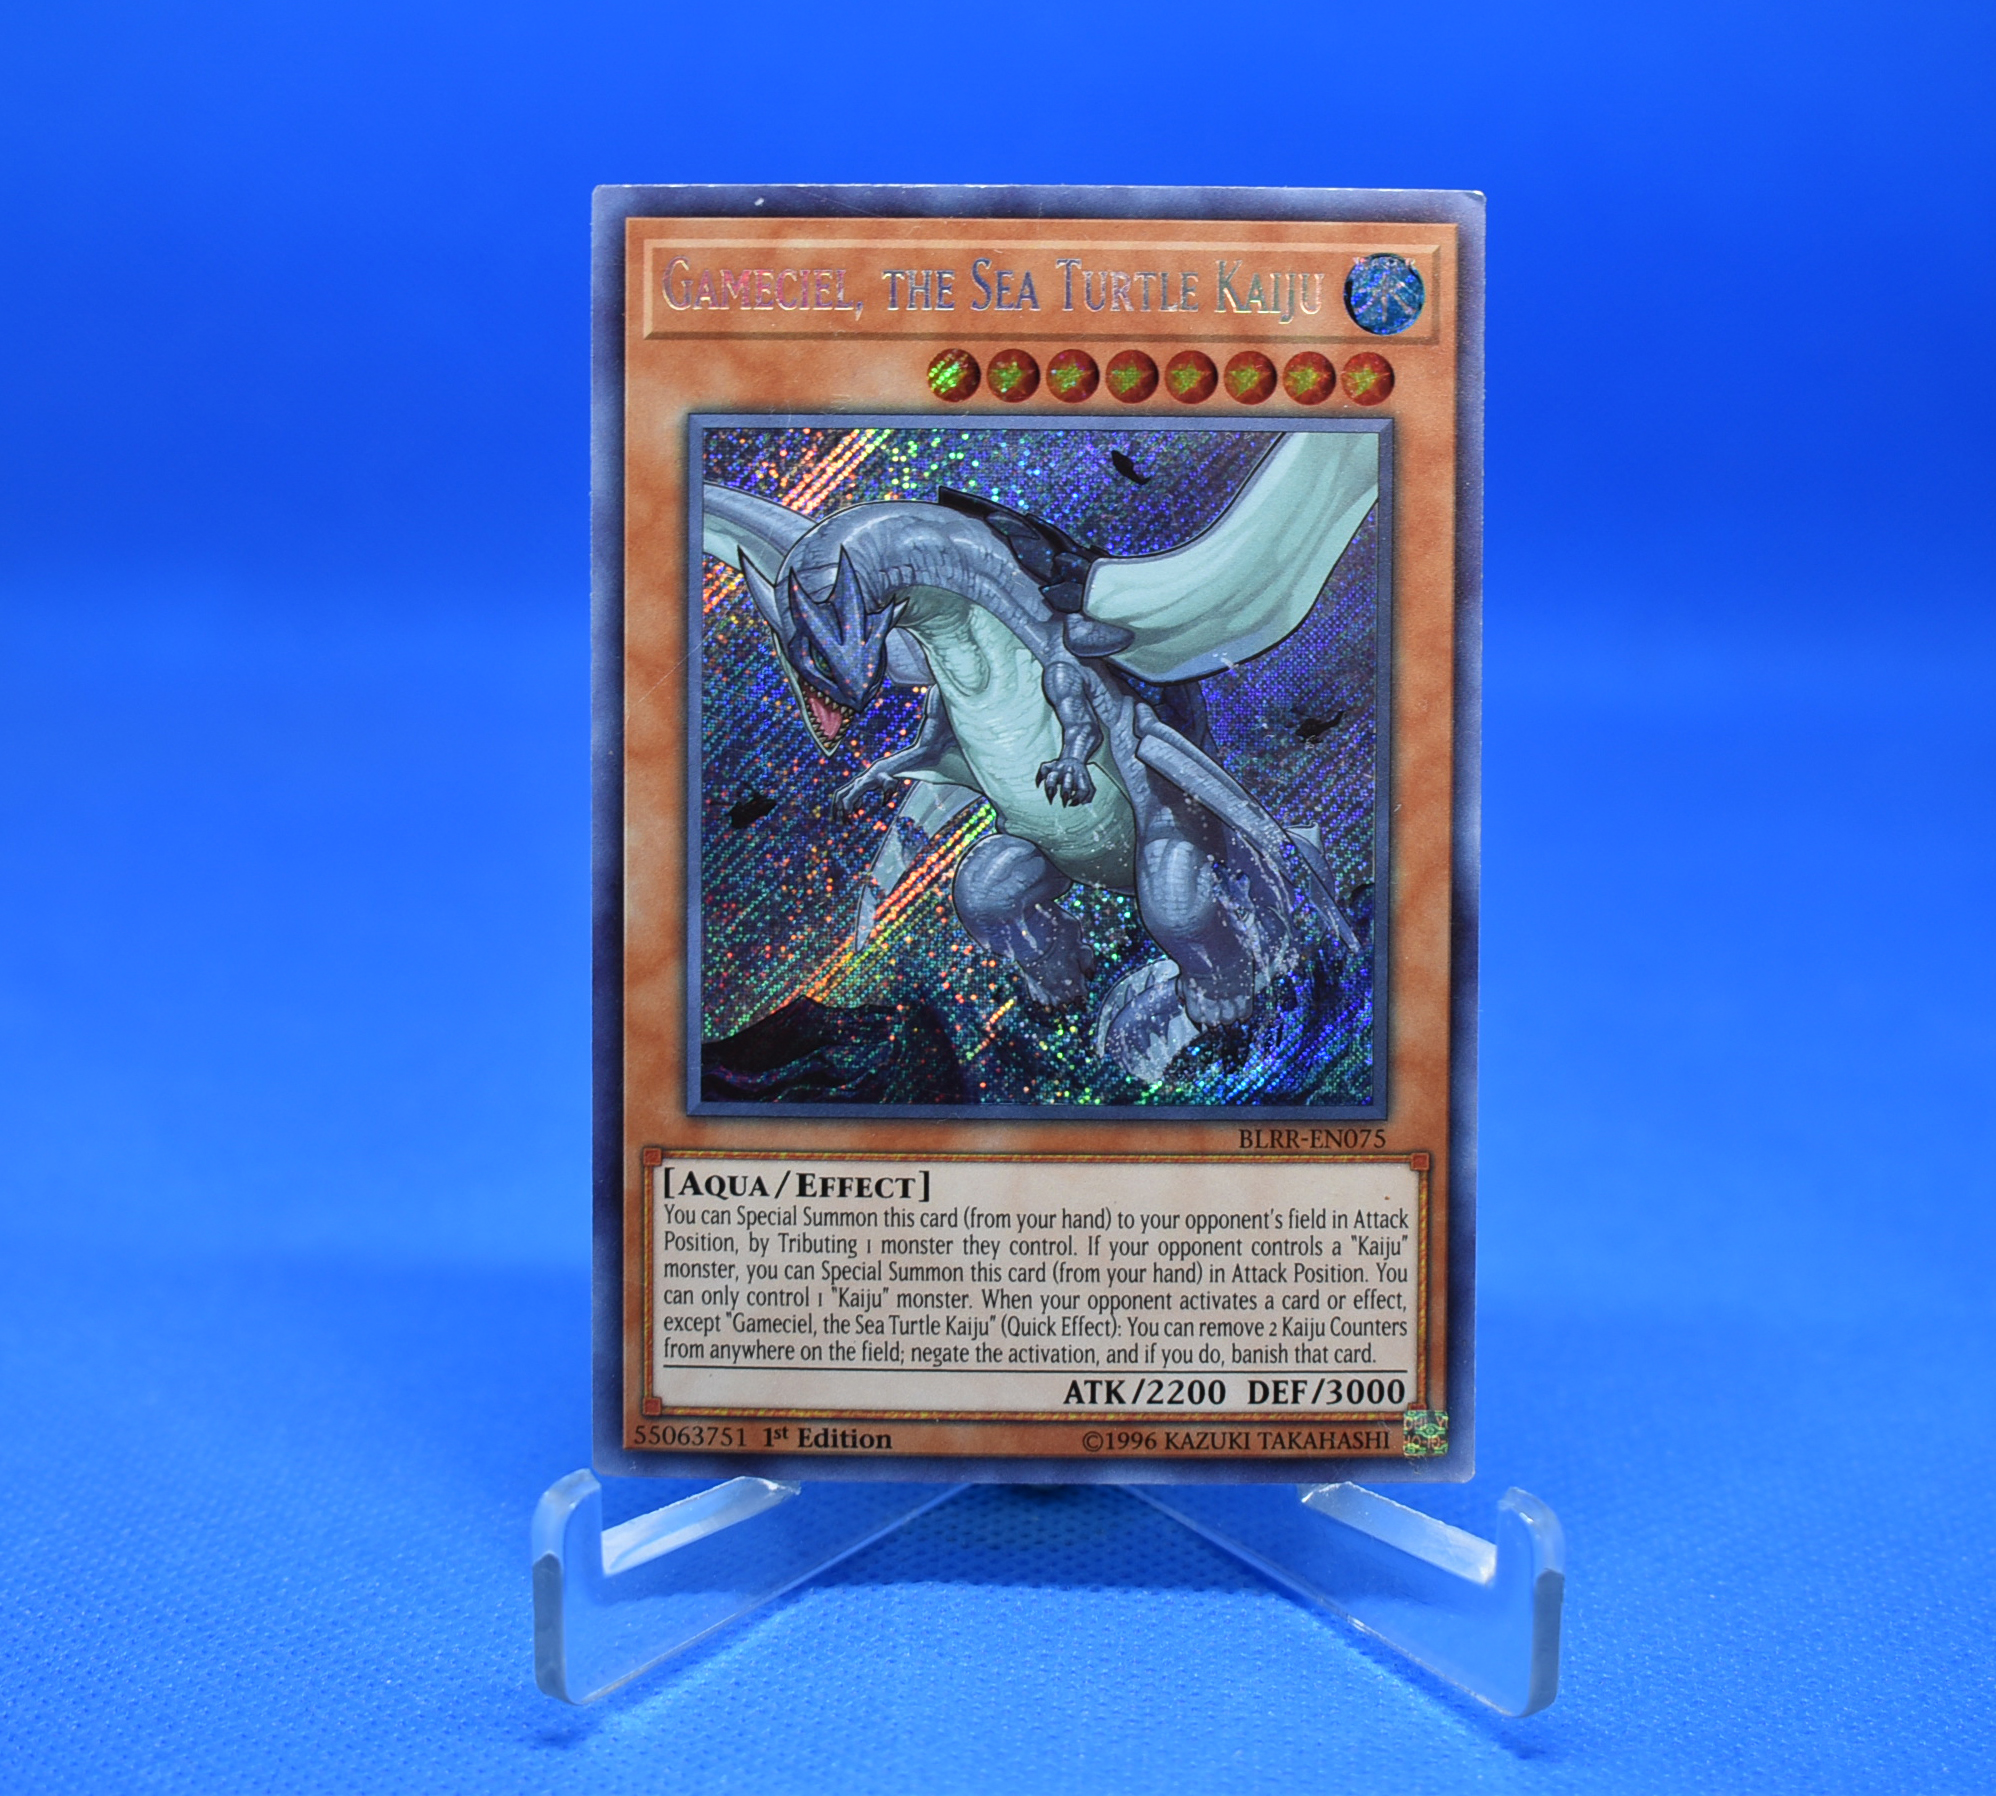 GAMECIEL, THE SEA TURTLE KAIJU
BLRR-EN075
[AQUA/EFFECT]
You can Special Summon this card (from your hand) to your opponent's field in Attack
Position, by Tributing 1 monster they control. If your opponent controls a "Kaiju"
monster, you can Special Summon this card (from your hand) in Attack Position. You
can only control 1 "Kaiju" monster. When your opponent activates a card or effect,
except "Gameciel, the Sea Turtle Kaiju" (Quick Effect): You can remove 2 Kaiju Counters
from anywhere on the field; negate the activation, and if you do, banish that card.
ATK/2200 DEF/3000
55063751 1st Edition ©1996 KAZUKI TAKAHASHI